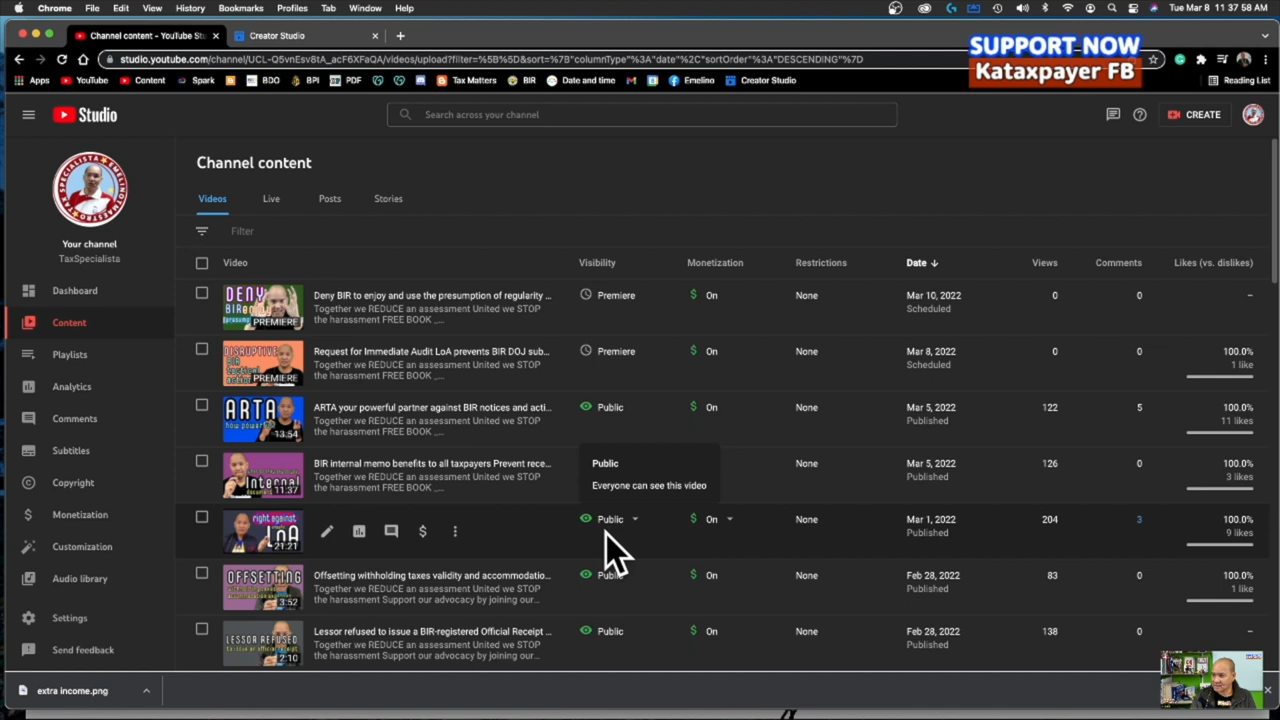 Chrome File Edit View History Bookmarks Profiles Tab Window Help Tue Mar 8 11:37:58 AM
Channel content - YouTube Stu Creator Studio
studio.youtube.com/channel/UCL-Q5vnEsv8tA_acF6XFaQA/videos/upload?filter=%5B%5D&sort=%7B"columnType"%3A"date"%2C"sortOrder"%3A"DESCENDING"%7D
SUPPORT NOW
Kataxpayer FB
Apps YouTube Content Spark BDO BPI PDF Tax Matters BIR Date and time Emelino Creator Studio Reading List
Studio Search across your channel CREATE
TAX SPECIALISTA
Your channel
TaxSpecialista
Dashboard
Content
Playlists
Analytics
Comments
Subtitles
Copyright
Monetization
Customization
Audio library
Settings
Send feedback
Channel content
Videos Live Posts Stories
Filter
Video Visibility Monetization Restrictions Date Views Comments Likes (vs. dislikes)
DENY
PREMIERE
Deny BIR to enjoy and use the presumption of regularity ... Premiere $ On None Mar 10, 2022 0 0 –
Together we REDUCE an assessment United we STOP Scheduled
the harassment FREE BOOK _...
DISRUPTIVE
PREMIERE
Request for Immediate Audit LoA prevents BIR DOJ sub... Premiere $ On None Mar 8, 2022 0 0 100.0%
Together we REDUCE an assessment United we STOP Scheduled 1 like
the harassment FREE BOOK _...
ARTA
how powerful
13:54
ARTA your powerful partner against BIR notices and acti... Public $ On None Mar 5, 2022 122 5 100.0%
Together we REDUCE an assessment United we STOP Published 11 likes
the harassment FREE BOOK _...
Internal
11:37
BIR internal memo benefits to all taxpayers Prevent rece... $ On None Mar 5, 2022 126 0 100.0%
Together we REDUCE an assessment United we STOP Published 3 likes
the harassment FREE BOOK _...
Public
Everyone can see this video
right against
LOA
21:21
Public $ On None Mar 1, 2022 204 3 100.0%
Published 9 likes
OFFSETTING
3:52
Offsetting withholding taxes validity and accommodatio... Public $ On None Feb 28, 2022 83 0 100.0%
Together we REDUCE an assessment United we STOP Published 1 like
the harassment Support our advocacy by joining our...
LESSOR REFUSED
2:10
Lessor refused to issue a BIR-registered Official Receipt ... Public $ On None Feb 28, 2022 138 0 –
Together we REDUCE an assessment United we STOP Published
the harassment Support our advocacy by joining our...
extra income.png